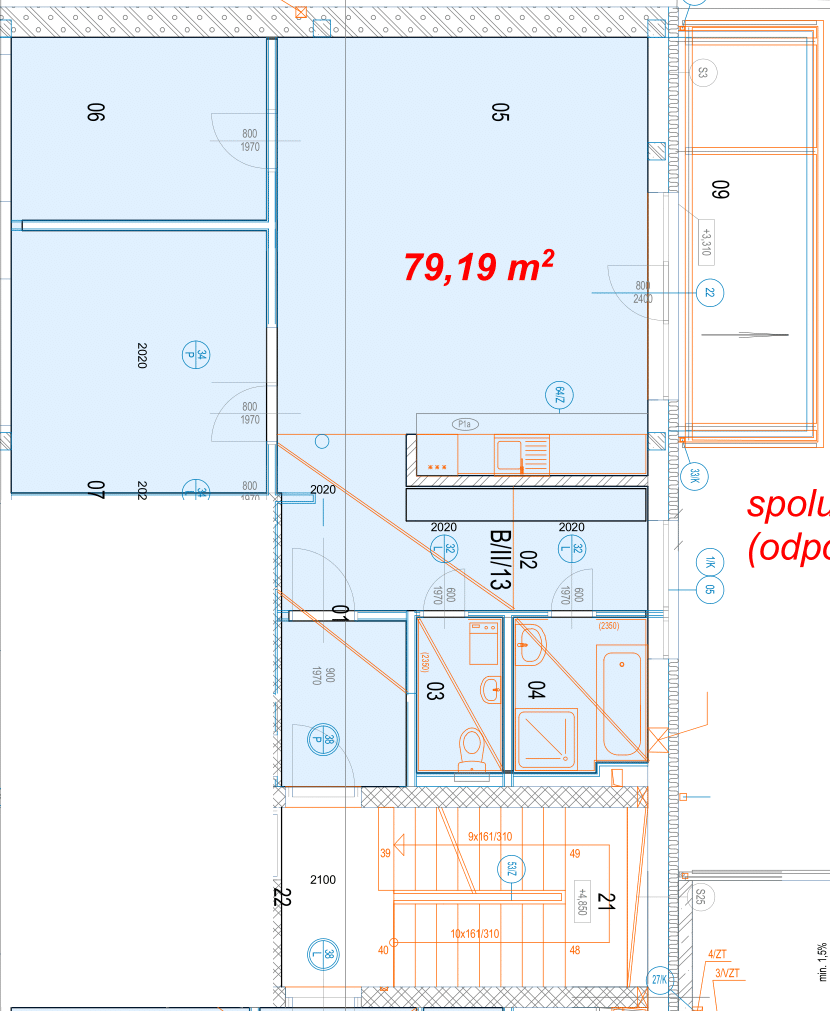 06
05
S3
800
1970
09
+3,310
79,19 m²
800
2400
22
2020
34
P
800
1970
64/Z
P1a
07
202
34
L
800
1970
2020
33/K
spolu
(odpo
2020
2020
32
L
32
L
02
B/II/13
1/K
05
600
1970
600
1970
01
(2350)
(2350)
900
1970
03
04
38
P
9x161/310
39
49
53/Z
2100
22
+4,850
21
S25
10x161/310
40
48
38
L
27/K
4/ZT
3/VZT
min. 1,5%